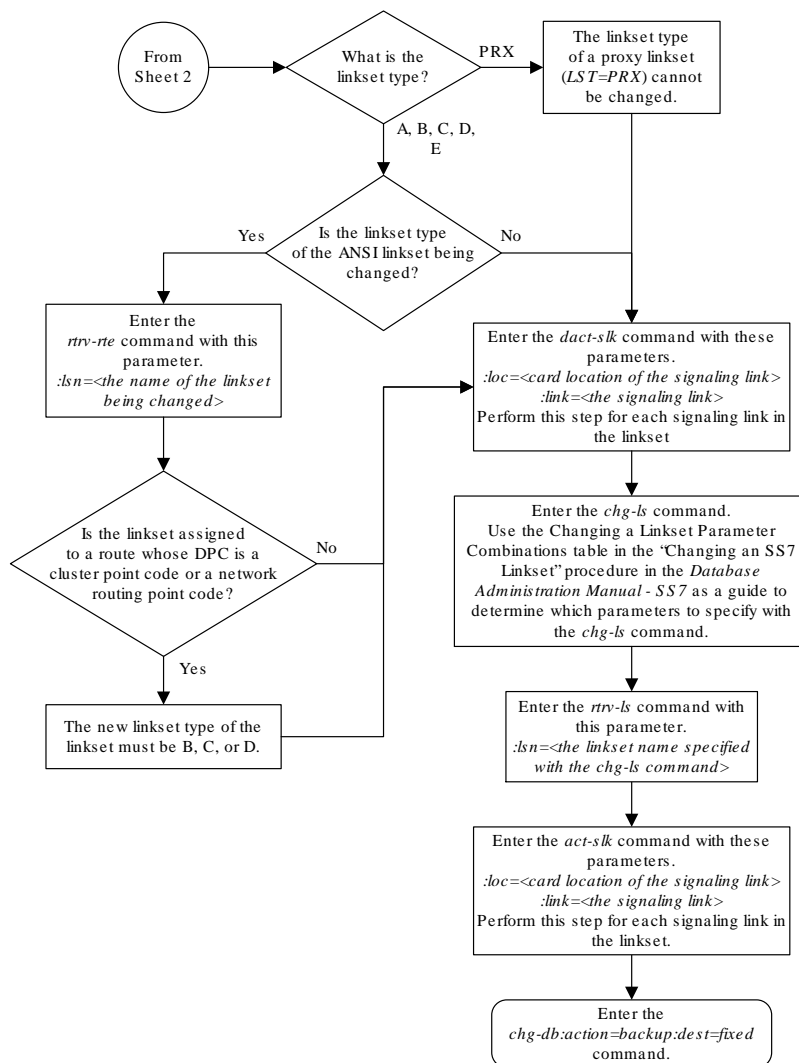 From
Sheet 2
What is the
linkset type?
PRX
The linkset type
of a proxy linkset
(LST=PRX) cannot
be changed.
A, B, C, D,
E
Is the linkset type
of the ANSI linkset being
changed?
Yes
No
Enter the
rtrv-rte command with this
parameter.
:lsn=<the name of the linkset
being changed>
Enter the dact-slk command with these
parameters.
:loc=<card location of the signaling link>
:link=<the signaling link>
Perform this step for each signaling link in
the linkset
Is the linkset assigned
to a route whose DPC is a
cluster point code or a network
routing point code?
No
Yes
Enter the chg-ls command.
Use the Changing a Linkset Parameter
Combinations table in the “Changing an SS7
Linkset” procedure in the Database
Administration Manual - SS7 as a guide to
determine which parameters to specify with
the chg-ls command.
The new linkset type of the
linkset must be B, C, or D.
Enter the rtrv-ls command with
this parameter.
:lsn=<the linkset name specified
with the chg-ls command>
Enter the act-slk command with these
parameters.
:loc=<card location of the signaling link>
:link=<the signaling link>
Perform this step for each signaling link in
the linkset.
Enter the
chg-db:action=backup:dest=fixed
command.